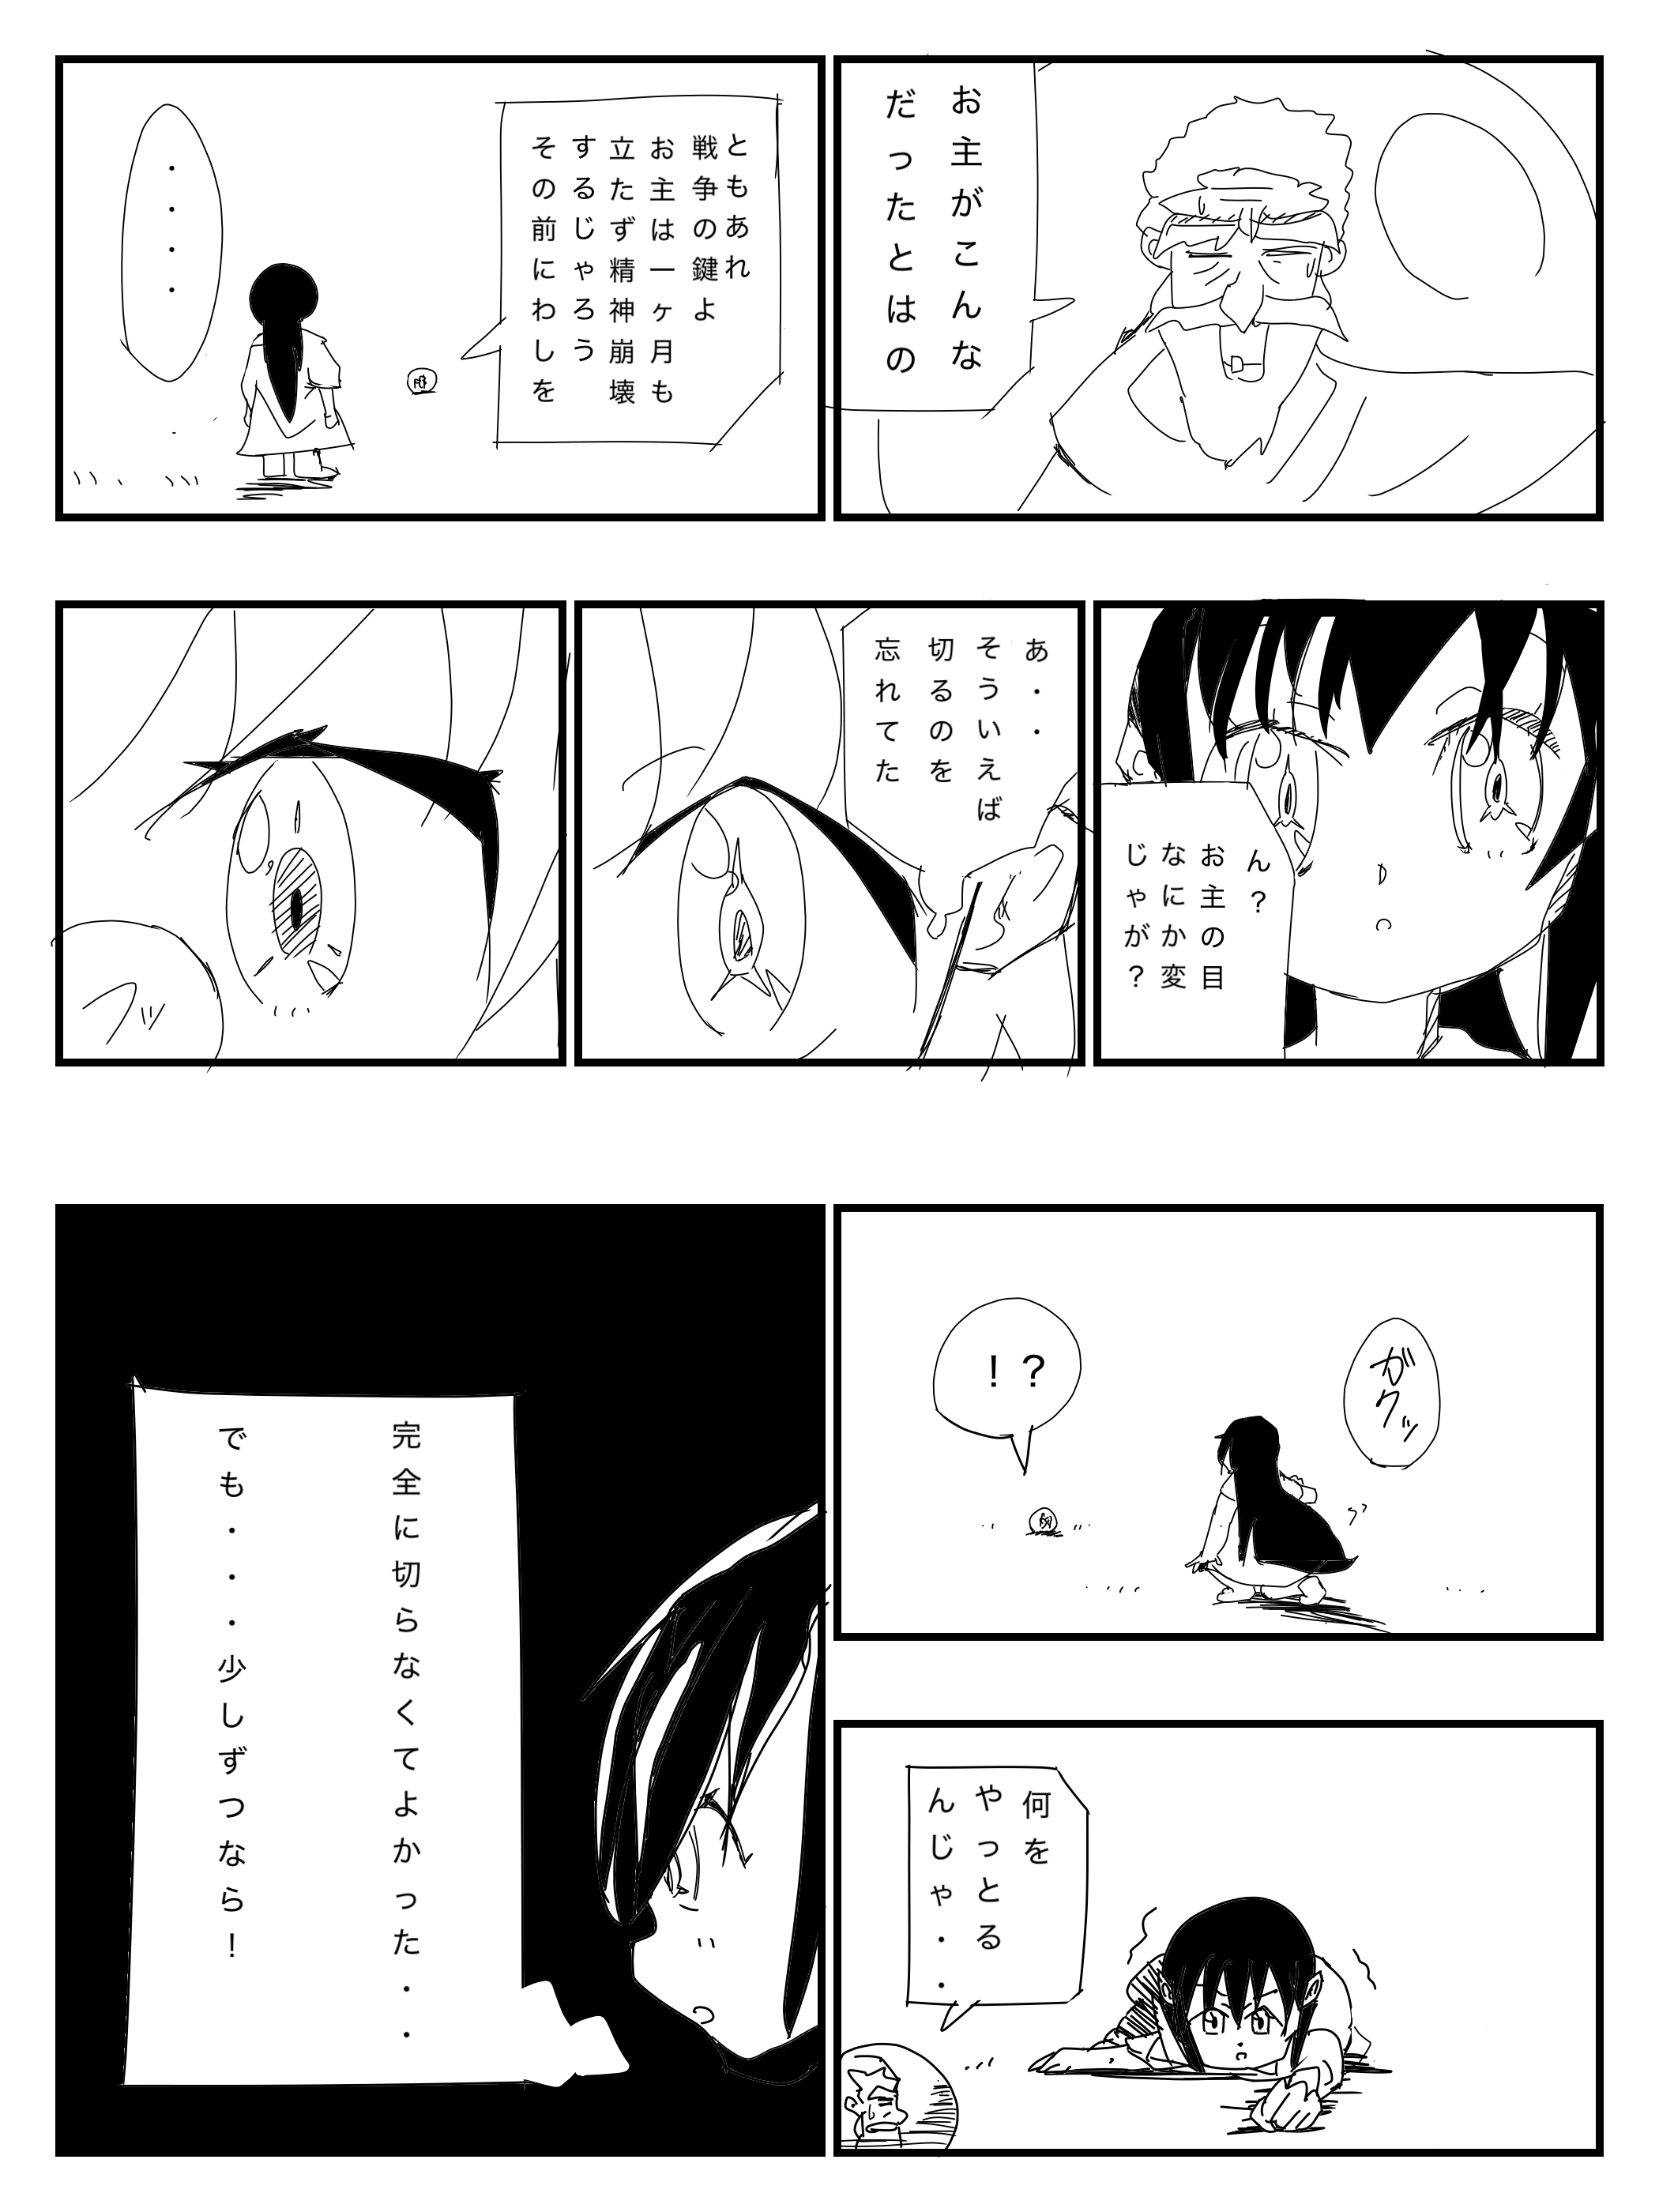 お主がこんな
だったとはの
ともあれ
戦争の鍵よ
お主は一ヶ月も
立たず精神崩壊
するじゃろう
その前にわしを
・・・・
ん？
お主の目
なにか変
じゃが？
あ・・
そういえば
切るのを
忘れてた
フッ
ガクッ
！？
何を
やっとる
んじゃ・・
完全に切らなくてよかった・・
でも・・・少しずつなら！